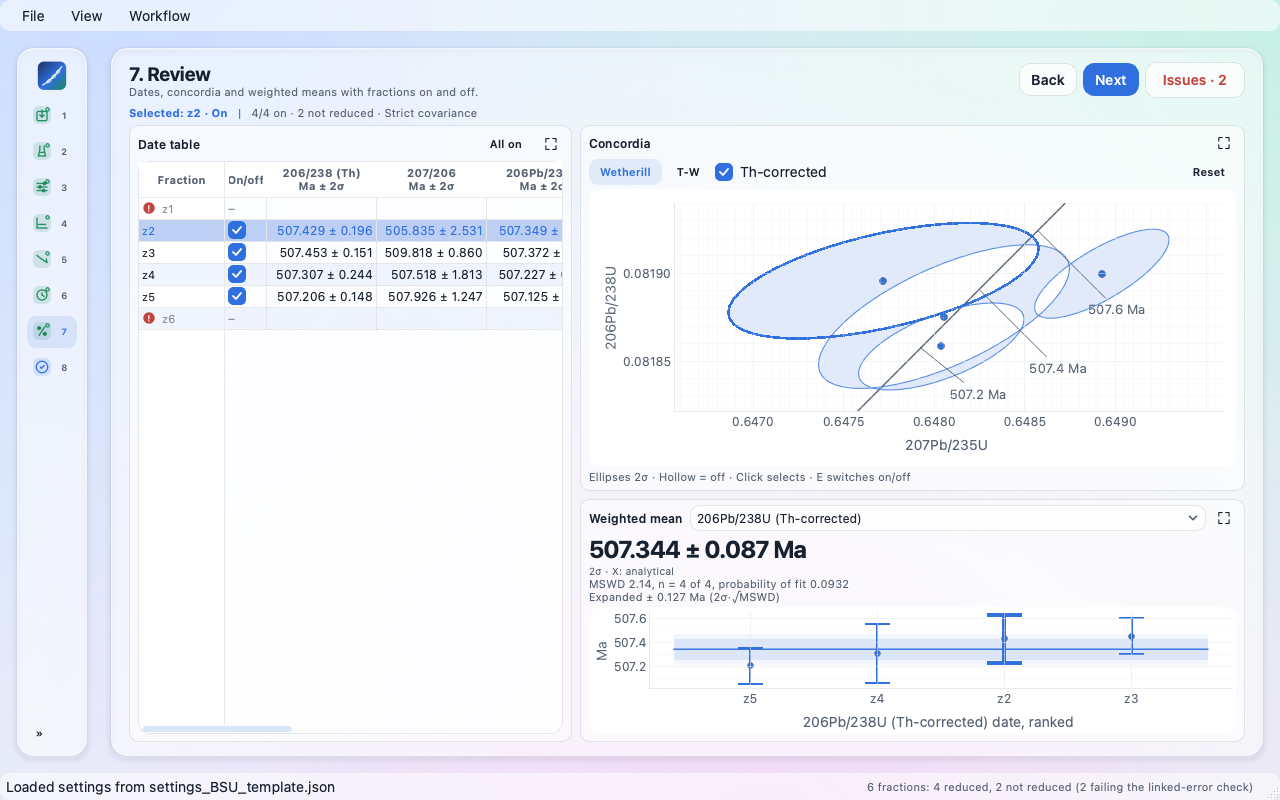 File View Workflow
7. Review
Dates, concordia and weighted means with fractions on and off.
Back Next Issues · 2
Selected: z2 · On | 4/4 on · 2 not reduced · Strict covariance
1
2
3
4
5
6
7
8
»
Date table All on
Fraction On/off 206/238 (Th) Ma ± 2σ 207/206 Ma ± 2σ 206Pb/23 Ma ± 2σ
z1 –
z2 507.429 ± 0.196 505.835 ± 2.531 507.349 ±
z3 507.453 ± 0.151 509.818 ± 0.860 507.372 ±
z4 507.307 ± 0.244 507.518 ± 1.813 507.227 ±
z5 507.206 ± 0.148 507.926 ± 1.247 507.125 ±
z6 –
Concordia
Wetherill T-W Th-corrected Reset
206Pb/238U
0.08190
0.08185
507.6 Ma
507.4 Ma
507.2 Ma
0.6470 0.6475 0.6480 0.6485 0.6490
207Pb/235U
Ellipses 2σ · Hollow = off · Click selects · E switches on/off
Weighted mean 206Pb/238U (Th-corrected)
507.344 ± 0.087 Ma
2σ · X: analytical
MSWD 2.14, n = 4 of 4, probability of fit 0.0932
Expanded ± 0.127 Ma (2σ·√MSWD)
Ma
507.6
507.4
507.2
z5 z4 z2 z3
206Pb/238U (Th-corrected) date, ranked
Loaded settings from settings_BSU_template.json
6 fractions: 4 reduced, 2 not reduced (2 failing the linked-error check)